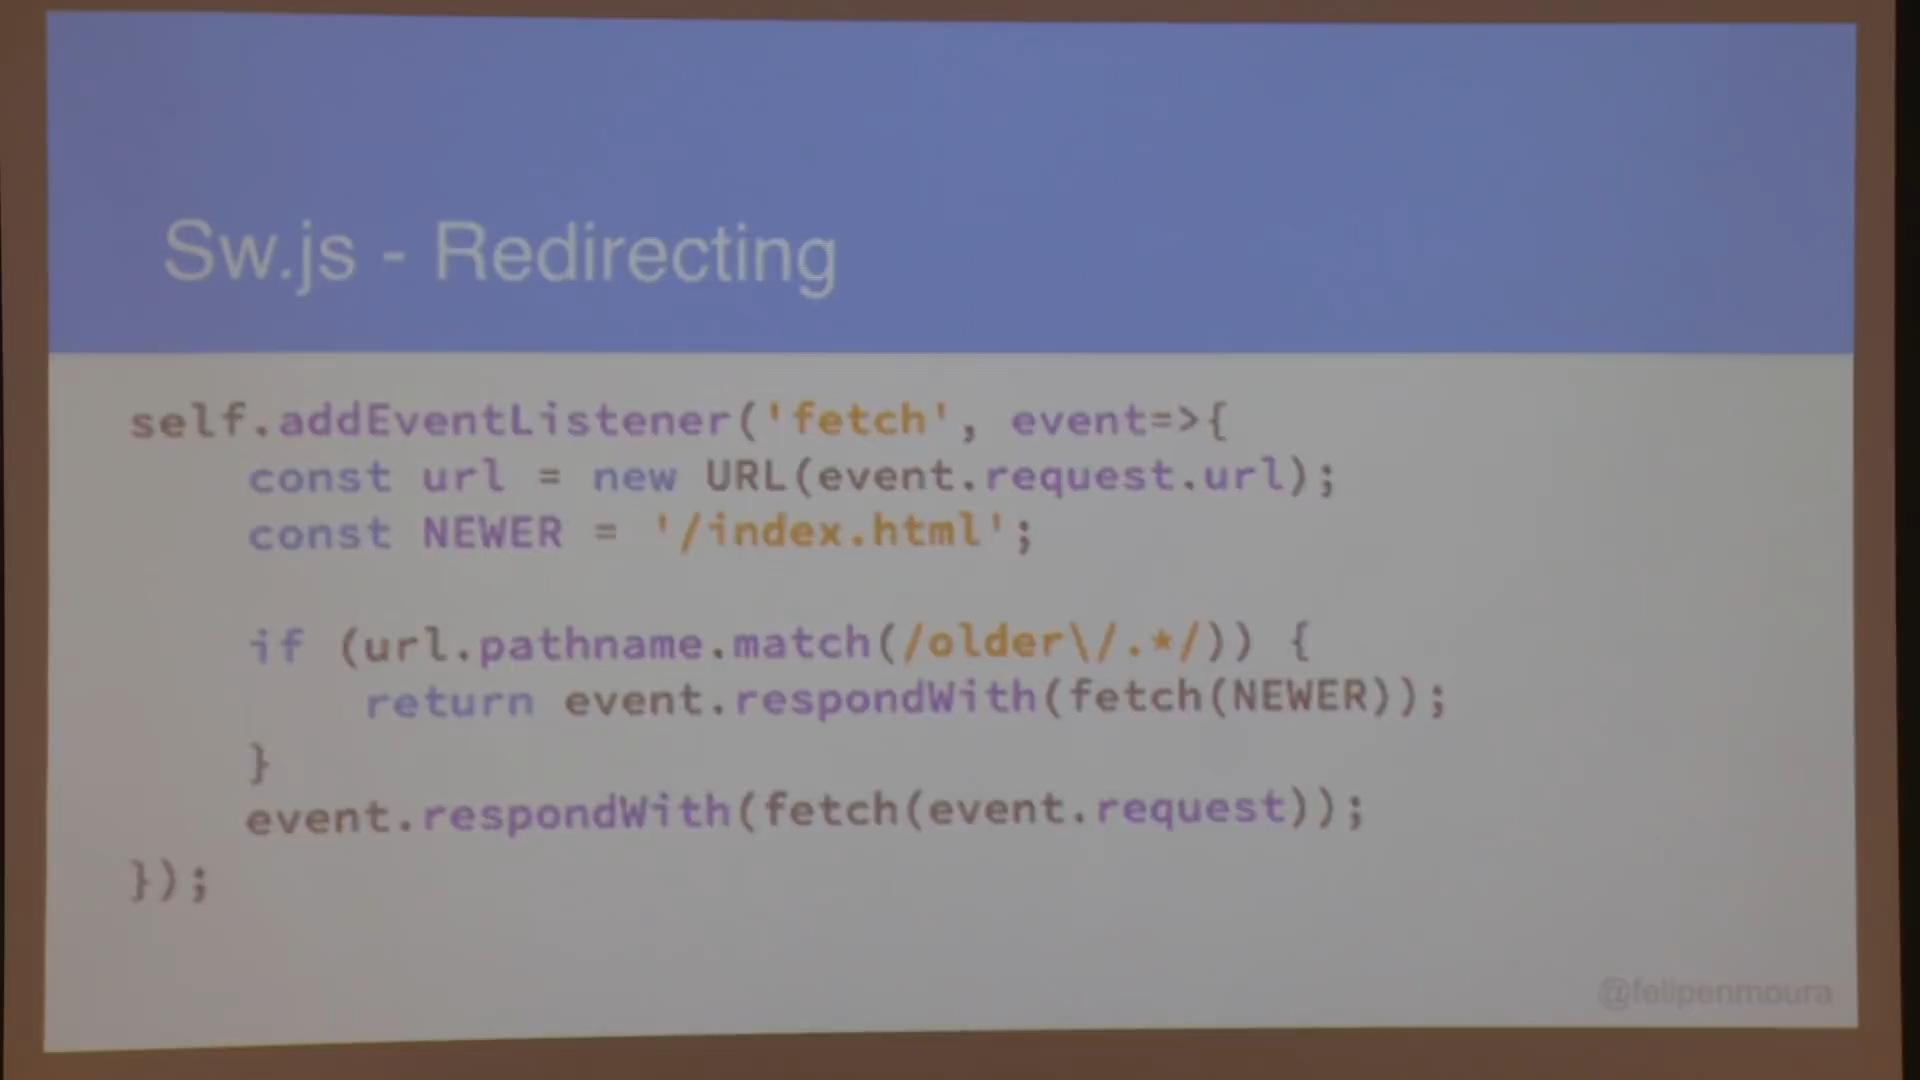 Sw.js - Redirecting
self.addEventListener('fetch', event=>{
const url = new URL(event.request.url);
const NEWER = '/index.html';
if (url.pathname.match(/older\/.*/)) {
return event.respondWith(fetch(NEWER));
}
event.respondWith(fetch(event.request));
});
@felipenmoura